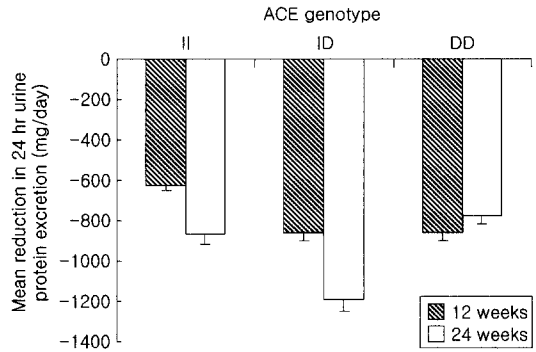 ACE genotype
II ID DD
Mean reduction in 24 hr urine
protein excretion (mg/day)
0
-200
-400
-600
-800
-1000
-1200
-1400
12 weeks
24 weeks